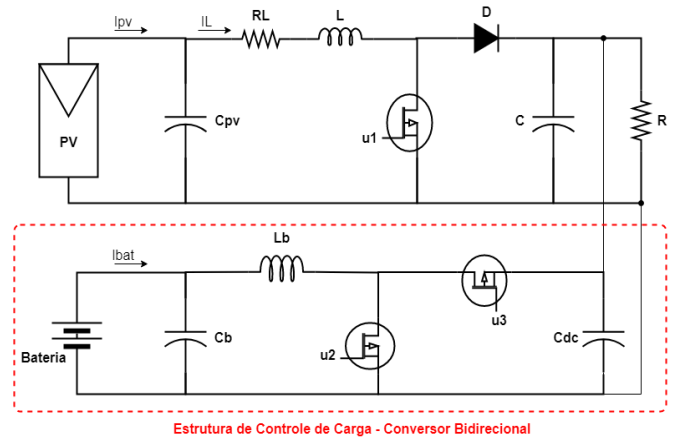 Ipv
IL
RL
L
D
PV
Cpv
u1
C
R
Lb
Ibat
Bateria
Cb
u2
u3
Cdc
Estrutura de Controle de Carga - Conversor Bidirecional